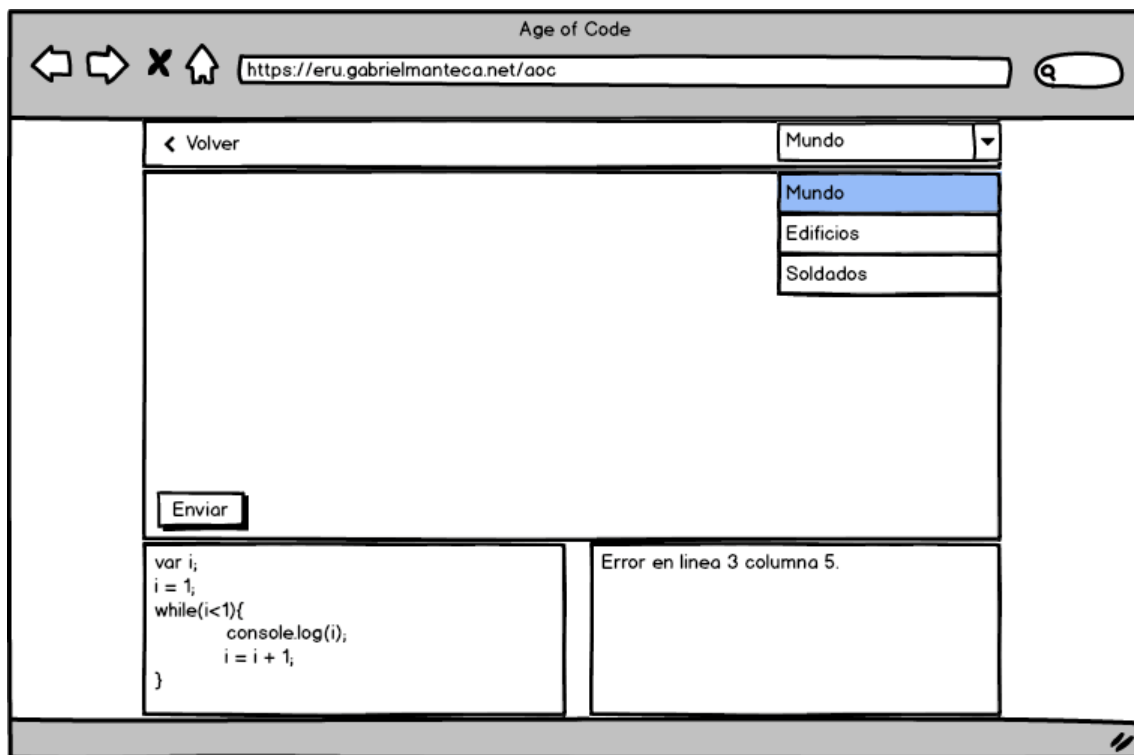 Age of Code
https://eru.gabrielmanteca.net/aoc
Volver
Mundo
Mundo
Edificios
Soldados
Enviar
var i;
i = 1;
while(i<1){
console.log(i);
i = i + 1;
}
Error en linea 3 columna 5.